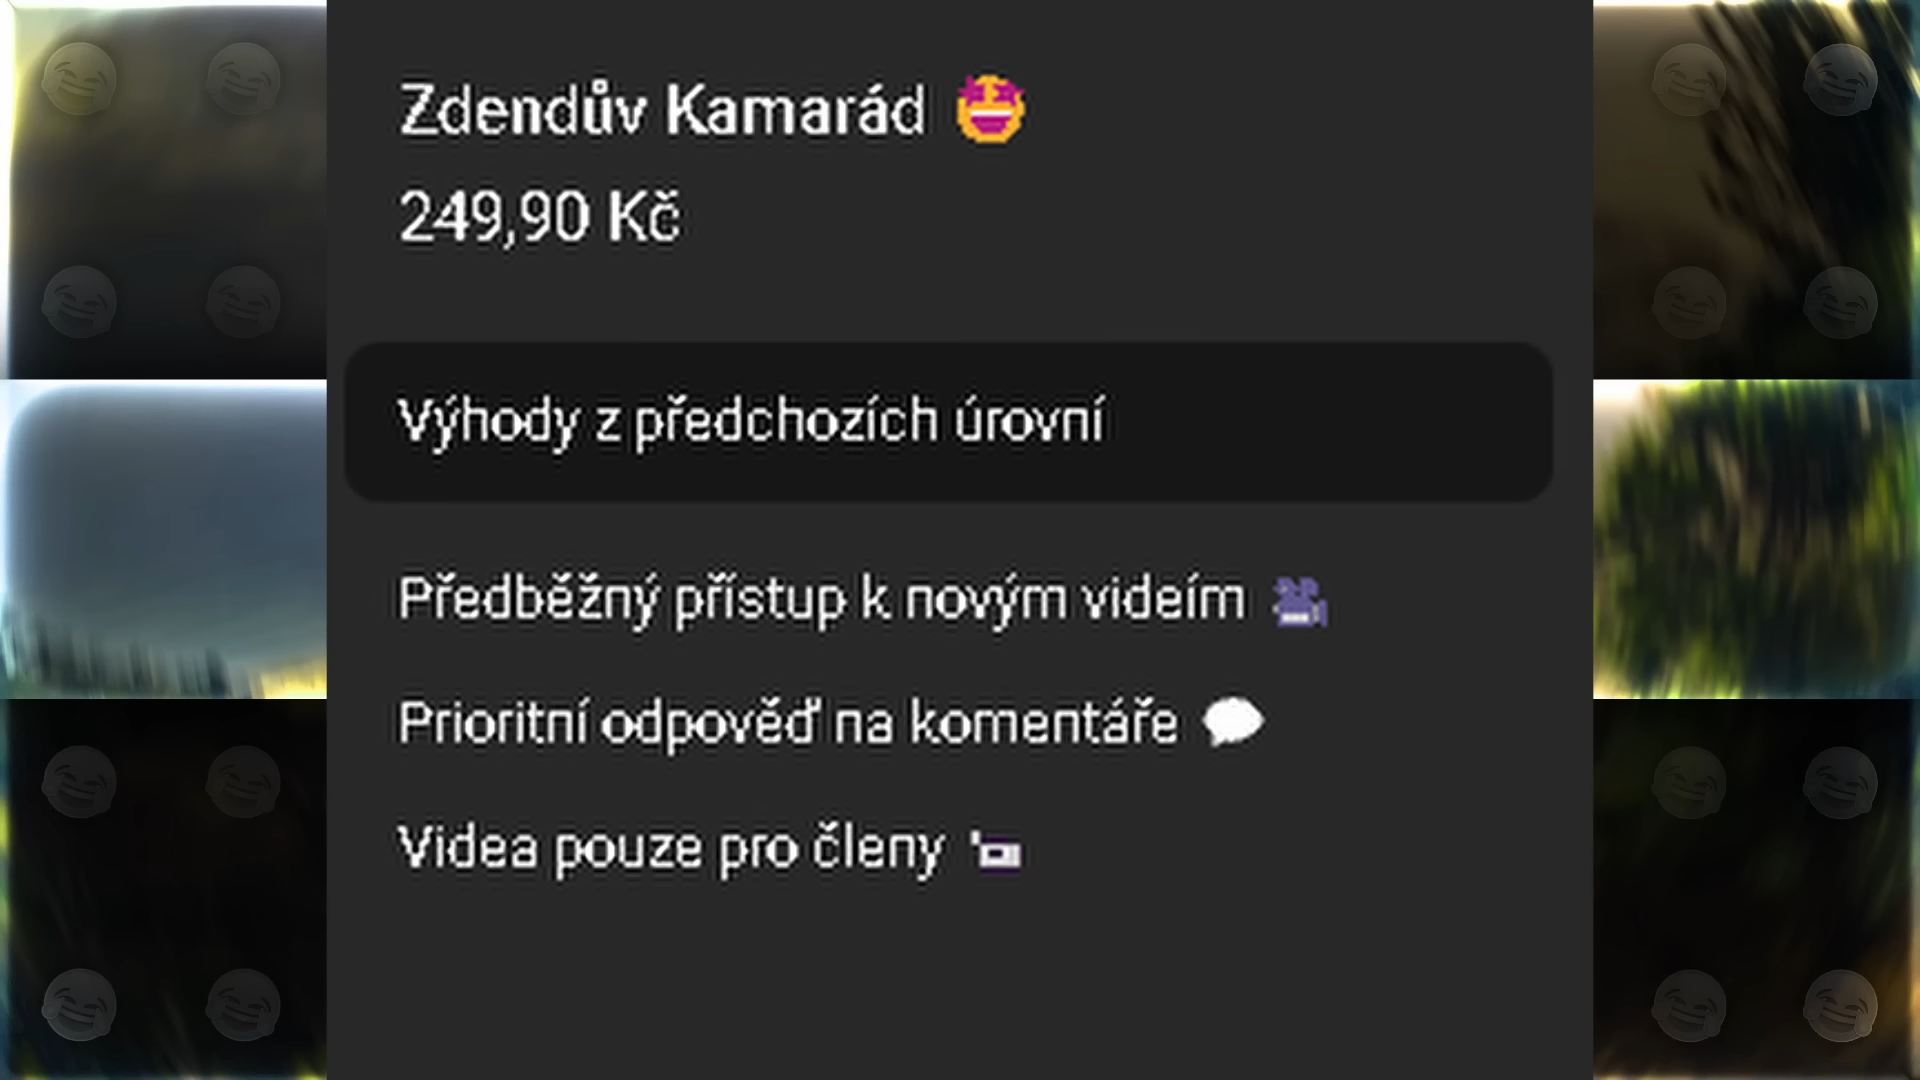 Zdendův Kamarád 🤩
249,90 Kč
Výhody z předchozích úrovní
Předběžný přístup k novým videím 🎥
Prioritní odpověď na komentáře 💬
Videa pouze pro členy 📹